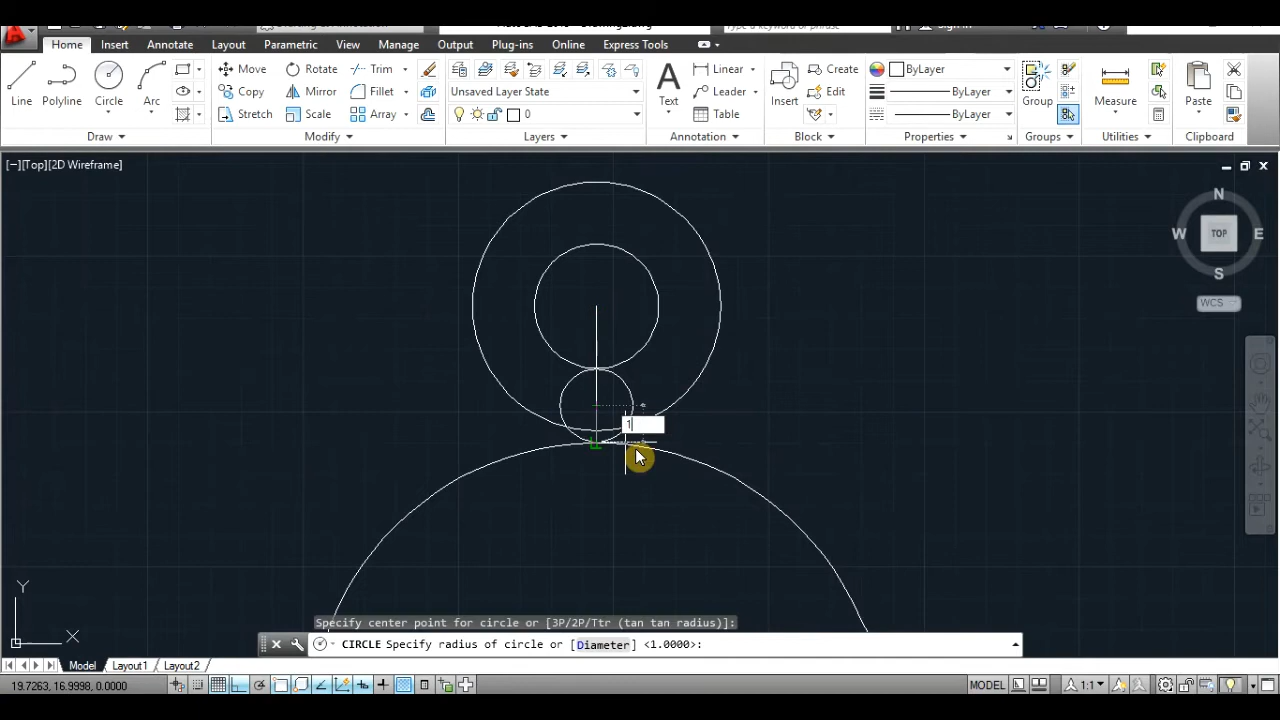 Home Insert Annotate Layout Parametric View Manage Output Plug-ins Online Express Tools
Move Rotate Trim ByLayer
Line Polyline Circle Arc Copy Mirror Fillet Unsaved Layer State Text Linear Leader Table Insert Create Edit ByLayer Group Measure Paste
Stretch Scale Array 0 ByLayer
Draw Modify Layers Annotation Block Properties Groups Utilities Clipboard
[−][Top][2D Wireframe]
N
W TOP E
S
WCS
1
Y
X
Specify center point for circle or [3P/2P/Ttr (tan tan radius)]:
CIRCLE Specify radius of circle or [Diameter] <1.0000>:
Model Layout1 Layout2
19.7263, 16.9998, 0.0000 MODEL 1:1